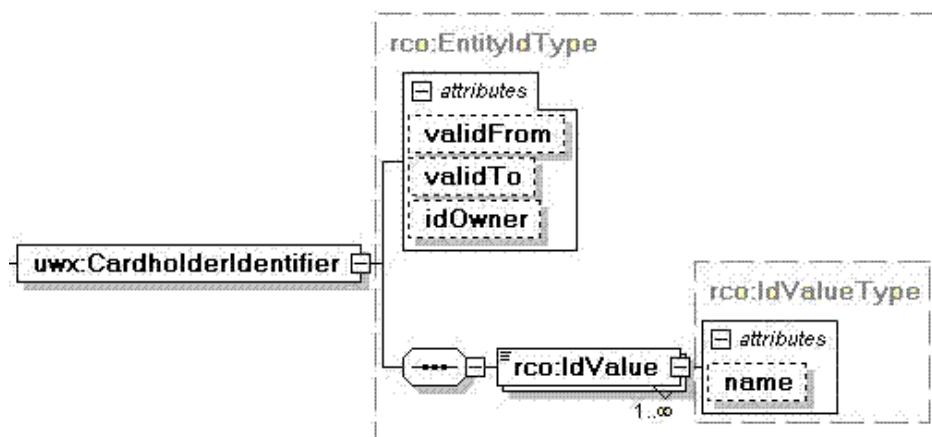 rco:EntityIdType
attributes
validFrom
validTo
idOwner
uwx:CardholderIdentifier
rco:IdValueType
attributes
rco:IdValue
name
1..∞